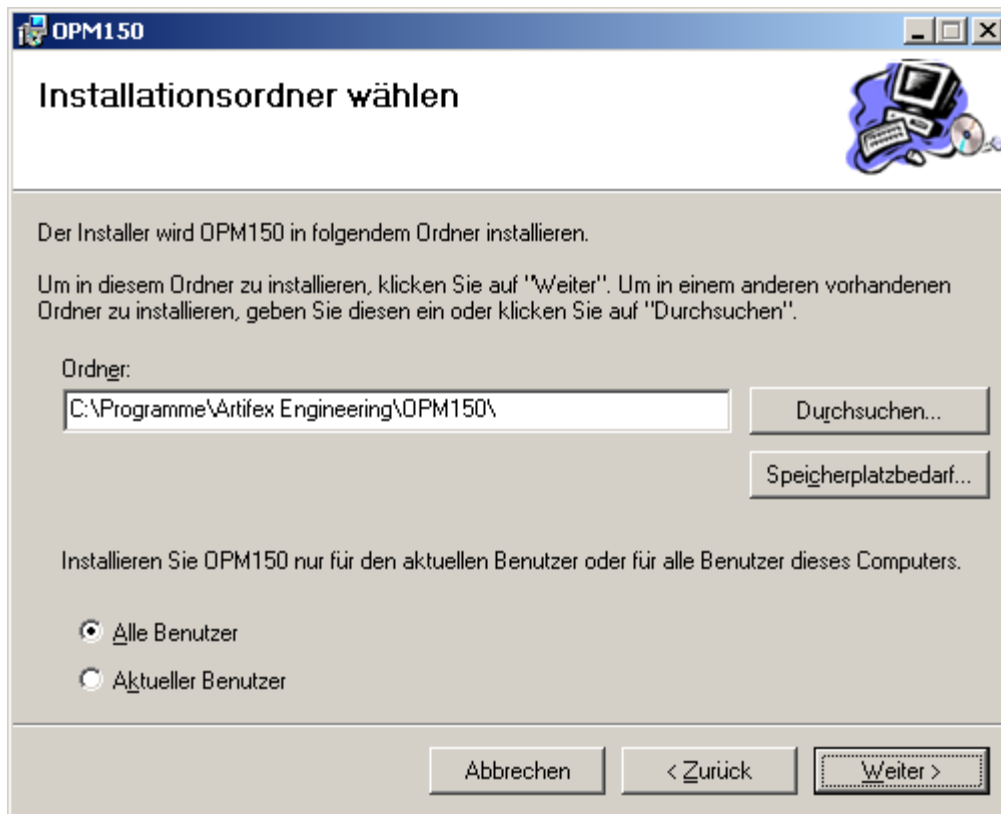 OPM150
Installationsordner wählen
Der Installer wird OPM150 in folgendem Ordner installieren.
Um in diesem Ordner zu installieren, klicken Sie auf "Weiter". Um in einem anderen vorhandenen
Ordner zu installieren, geben Sie diesen ein oder klicken Sie auf "Durchsuchen".
Ordner:
C:\Programme\Artifex Engineering\OPM150\
Durchsuchen...
Speicherplatzbedarf...
Installieren Sie OPM150 nur für den aktuellen Benutzer oder für alle Benutzer dieses Computers.
Alle Benutzer
Aktueller Benutzer
Abbrechen
< Zurück
Weiter >